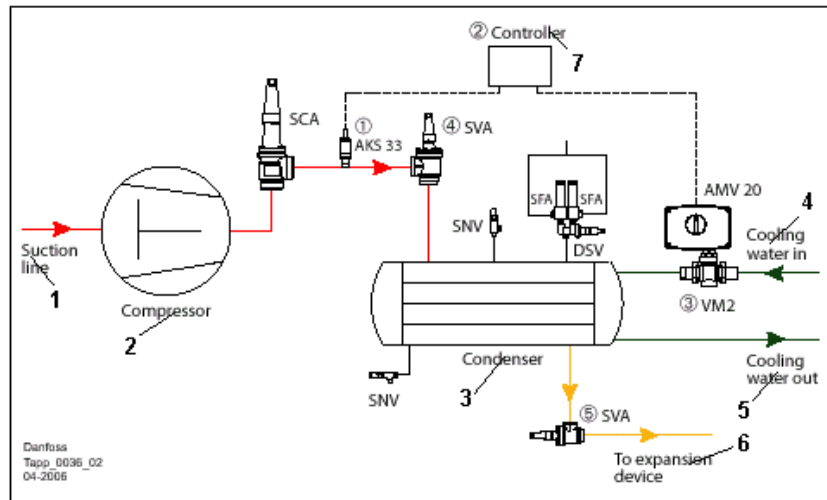 ② Controller
7
SCA
①
AKS 33
④ SVA
SFA SFA
AMV 20
4
Cooling
water in
SNV
DSV
Suction
line
1
③ VM2
Compressor
2
Condenser
3
Cooling
water out
5
SNV
⑤ SVA
6
To expansion
device
Danfoss
Tapp_0036_02
04-2006